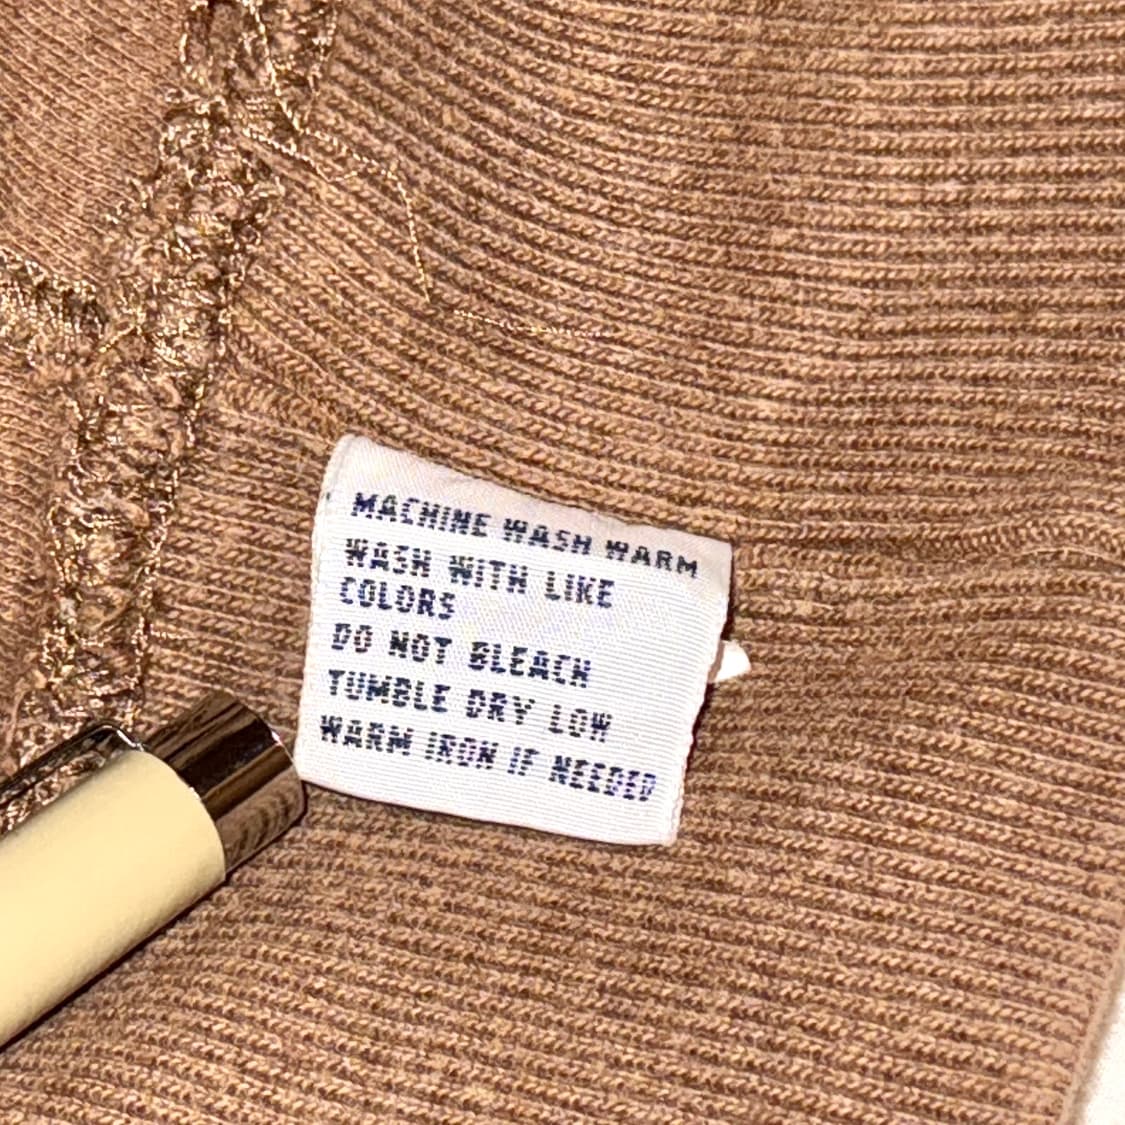 MACHINE WASH WARM
WASH WITH LIKE
COLORS
DO NOT BLEACH
TUMBLE DRY LOW
WARM IRON IF NEEDED